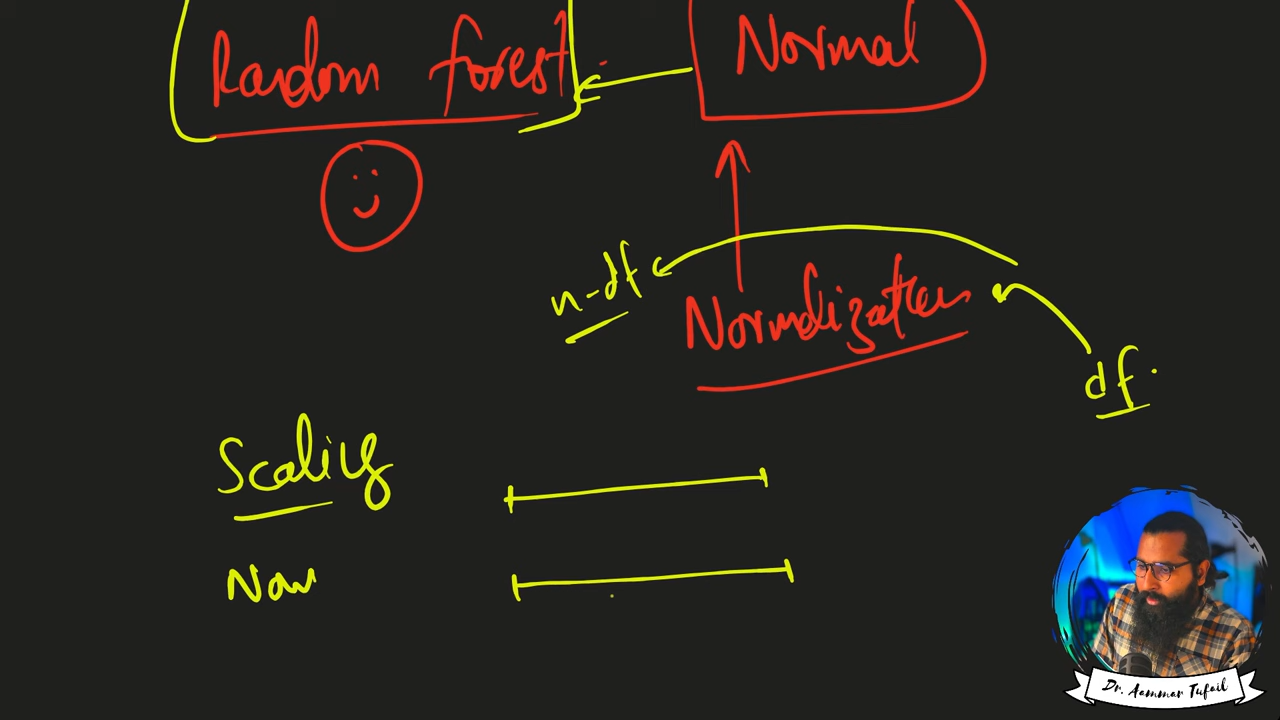 Random forest.
Normal
n-df
Normalization
df.
Scaling
Nor
Dr. Aammar Tufail